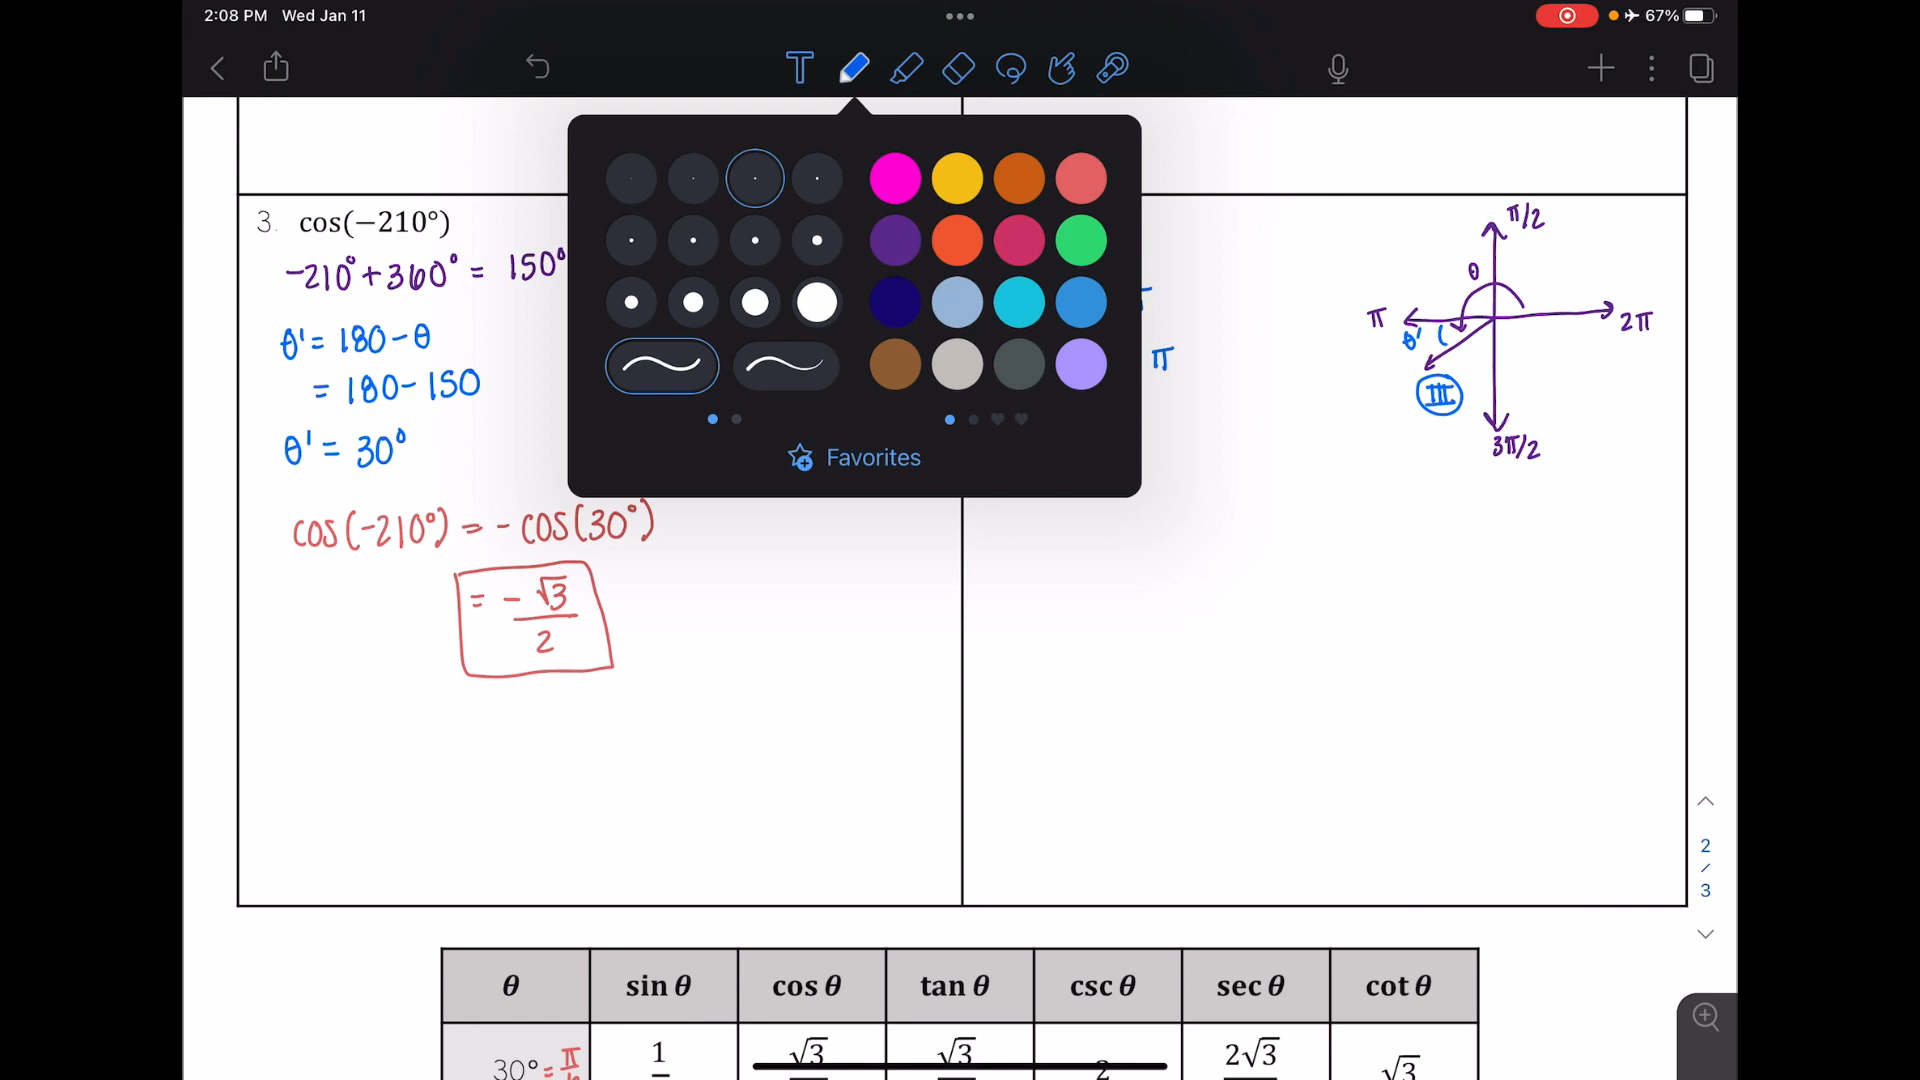 2:08 PM Wed Jan 11
67%
Favorites
3. cos(−210°)
-210° + 360° = 150°
θ' = 180 - θ
= 180 - 150
θ' = 30°
cos(-210°) = - cos(30°)
= - √3
2
π
π/2
θ
π
2π
θ'
III
3π/2
2
/
3
θ sin θ cos θ tan θ csc θ sec θ cot θ
30° = π 1 √3 √3 2 2√3 √3